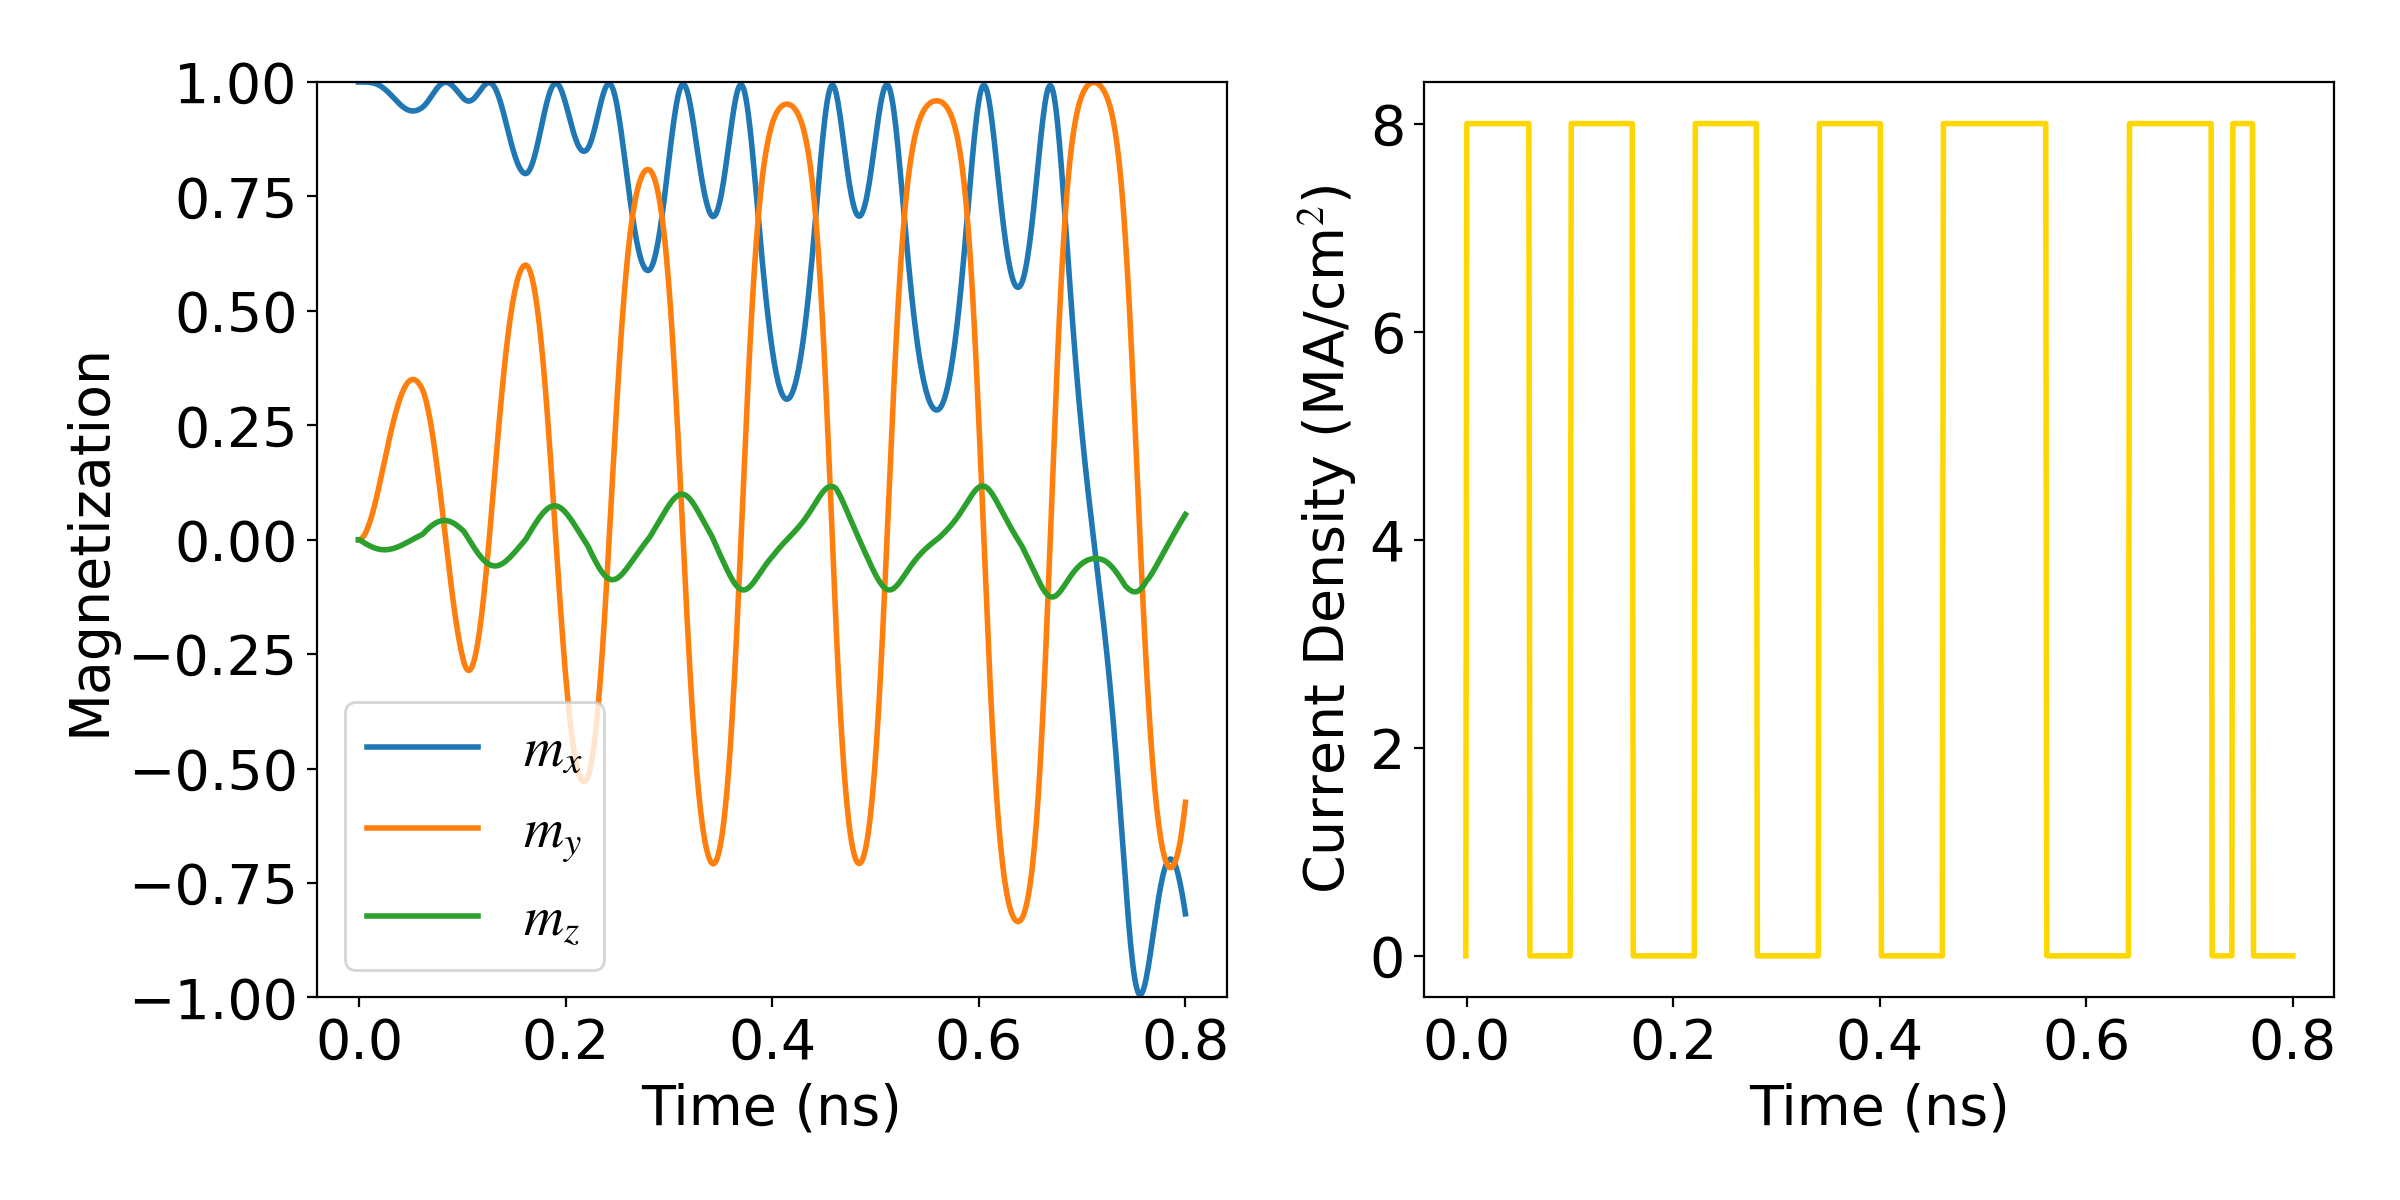 1.00
0.75
0.50
0.25
0.00
−0.25
−0.50
−0.75
−1.00
Magnetization
m_x
m_y
m_z
0.0 0.2 0.4 0.6 0.8
Time (ns)
8
6
4
2
0
Current Density (MA/cm²)
0.0 0.2 0.4 0.6 0.8
Time (ns)